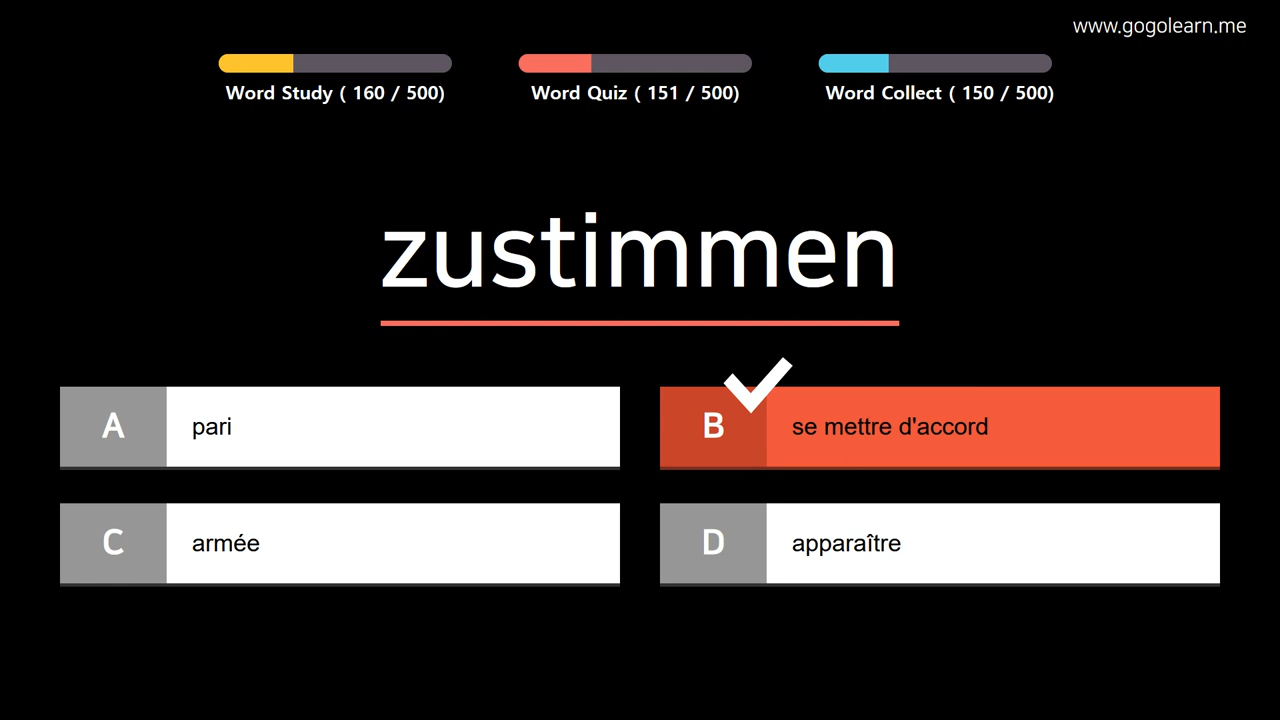 www.gogolearn.me
Word Study ( 160 / 500)
Word Quiz ( 151 / 500)
Word Collect ( 150 / 500)
zustimmen
A
pari
B
se mettre d'accord
C
armée
D
apparaître